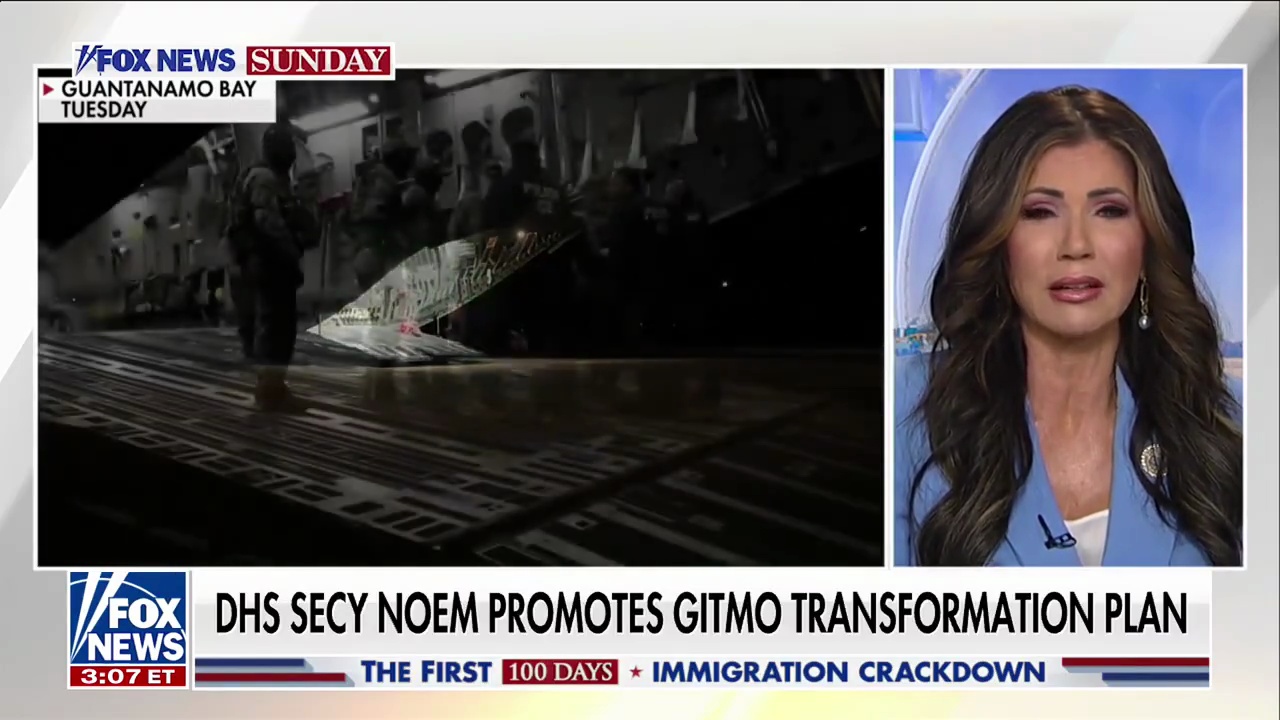 FOX NEWS SUNDAY
GUANTANAMO BAY
TUESDAY
FOX
NEWS
3:07 ET
DHS SECY NOEM PROMOTES GITMO TRANSFORMATION PLAN
THE FIRST 100 DAYS ★ IMMIGRATION CRACKDOWN